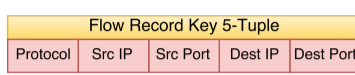 Flow Record Key 5-Tuple
Protocol Src IP Src Port Dest IP Dest Port